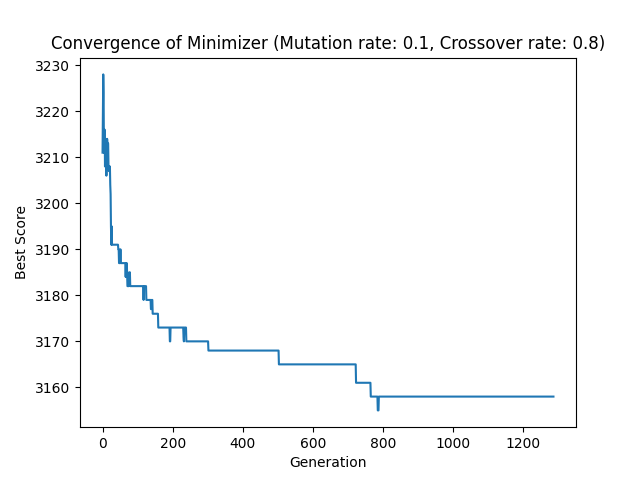 Convergence of Minimizer (Mutation rate: 0.1, Crossover rate: 0.8)
3230
3220
3210
3200
3190
3180
3170
3160
Best Score
0 200 400 600 800 1000 1200
Generation